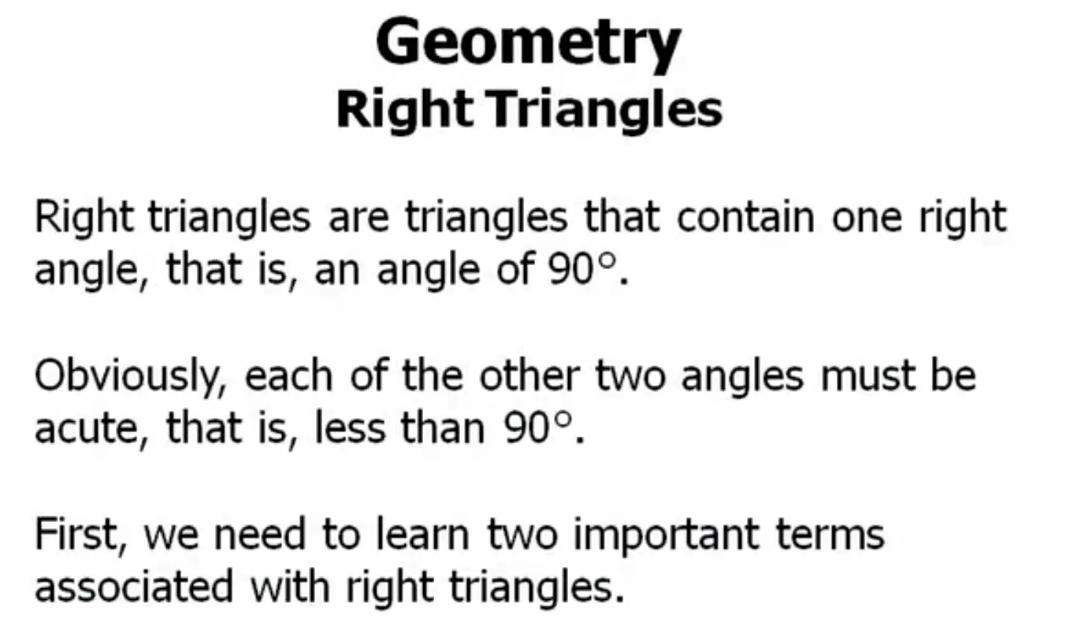 Geometry
Right Triangles
Right triangles are triangles that contain one right
angle, that is, an angle of 90°.
Obviously, each of the other two angles must be
acute, that is, less than 90°.
First, we need to learn two important terms
associated with right triangles.